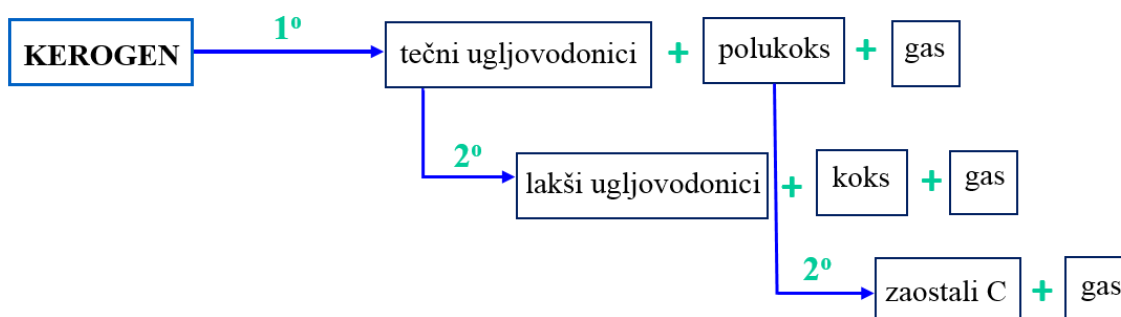 KEROGEN 1º tečni ugljovodonici + polukoks + gas
2º lakši ugljovodonici + koks + gas
2º zaostali C + gas